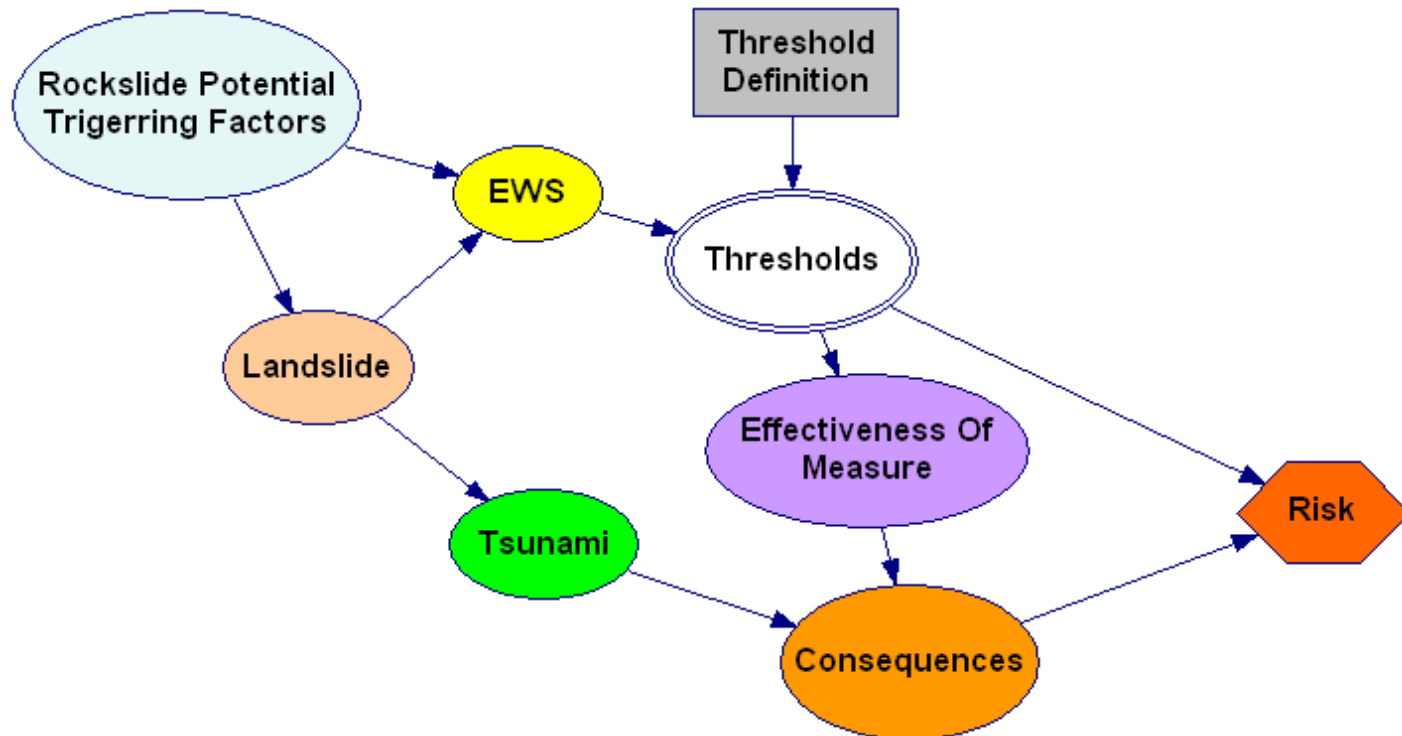 Rockslide Potential
Trigerring Factors
Threshold
Definition
EWS
Thresholds
Landslide
Effectiveness Of
Measure
Risk
Tsunami
Consequences